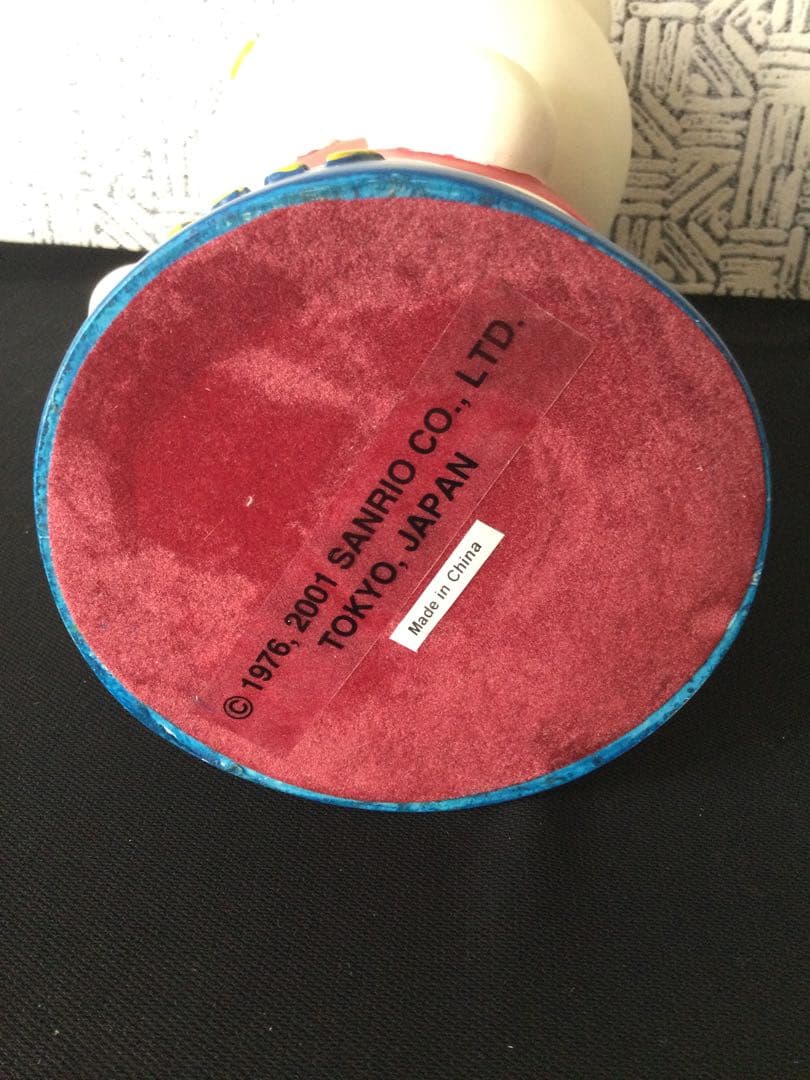 © 1976, 2001 SANRIO CO., LTD.
TOKYO, JAPAN
Made in China